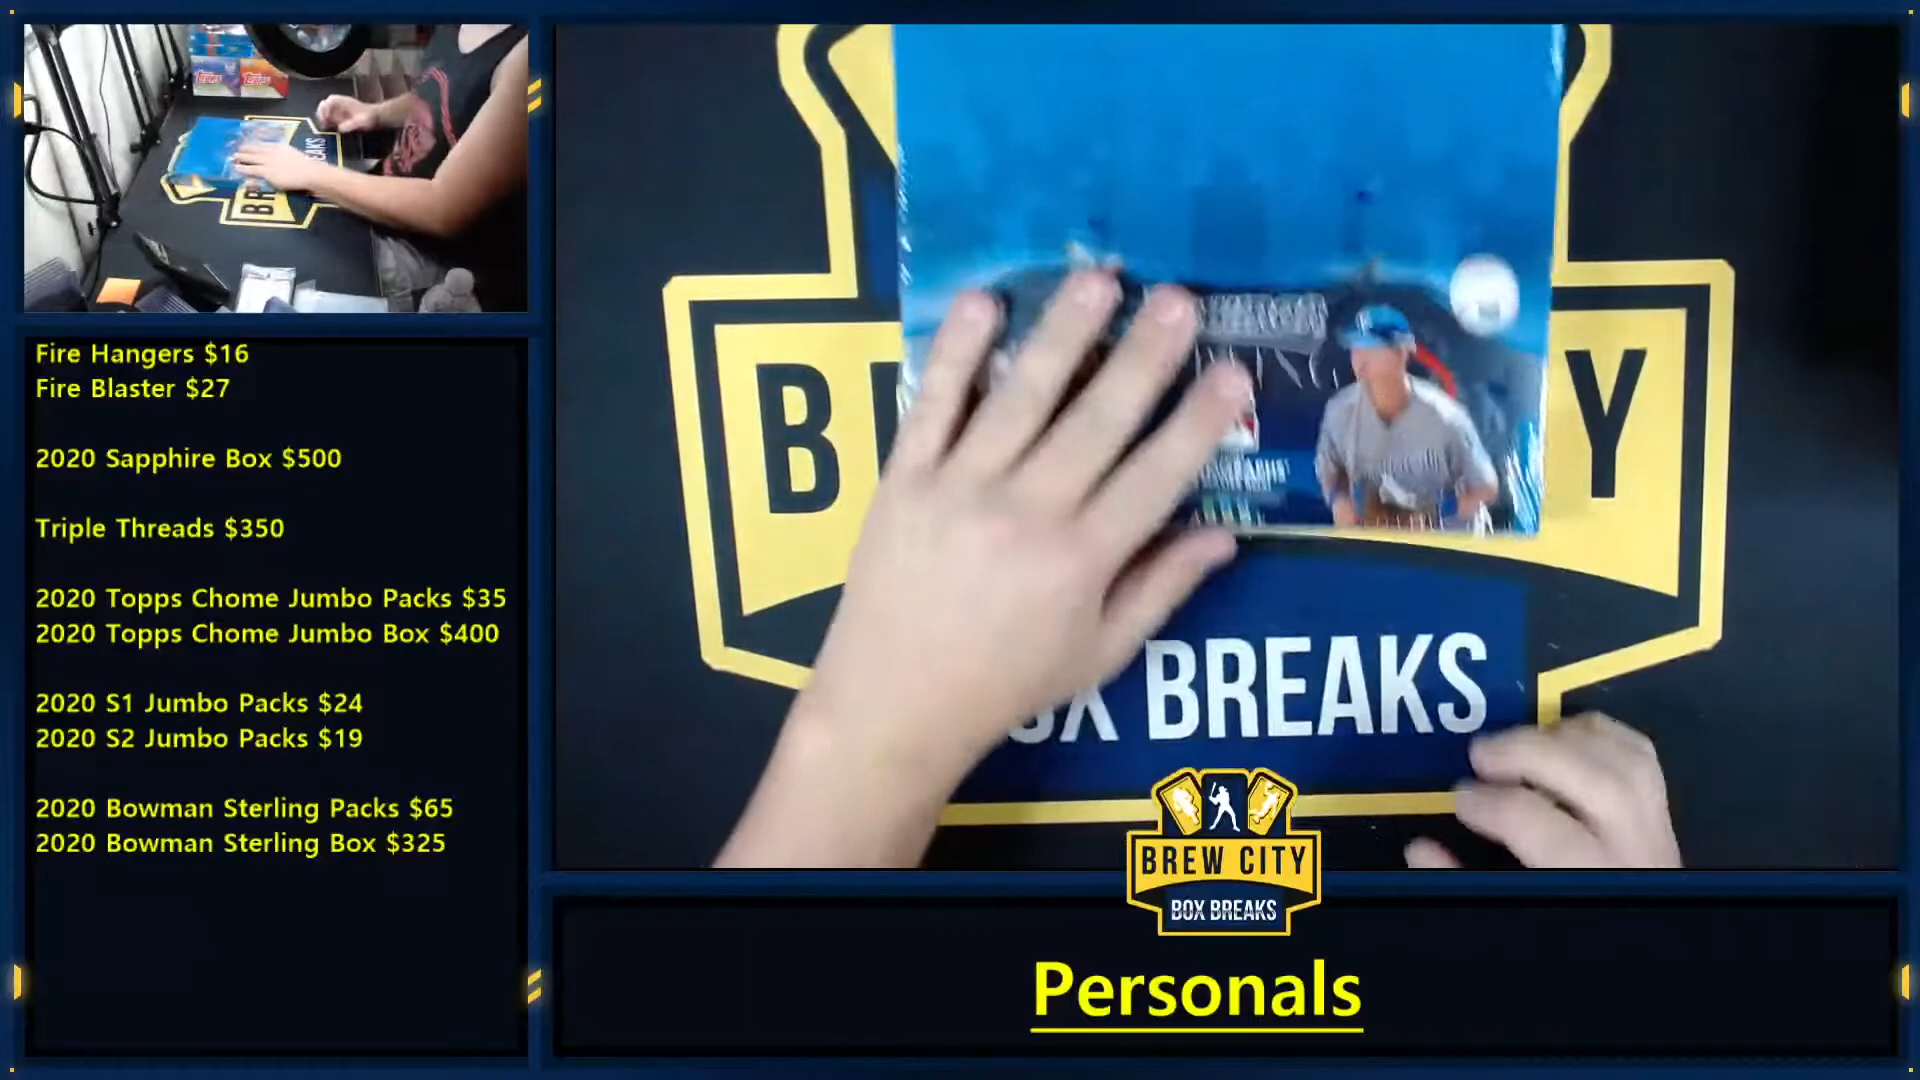 Fire Hangers $16
Fire Blaster $27
2020 Sapphire Box $500
Triple Threads $350
2020 Topps Chome Jumbo Packs $35
2020 Topps Chome Jumbo Box $400
2020 S1 Jumbo Packs $24
2020 S2 Jumbo Packs $19
2020 Bowman Sterling Packs $65
2020 Bowman Sterling Box $325
B Y
BOX BREAKS
BREW CITY
BOX BREAKS
Personals